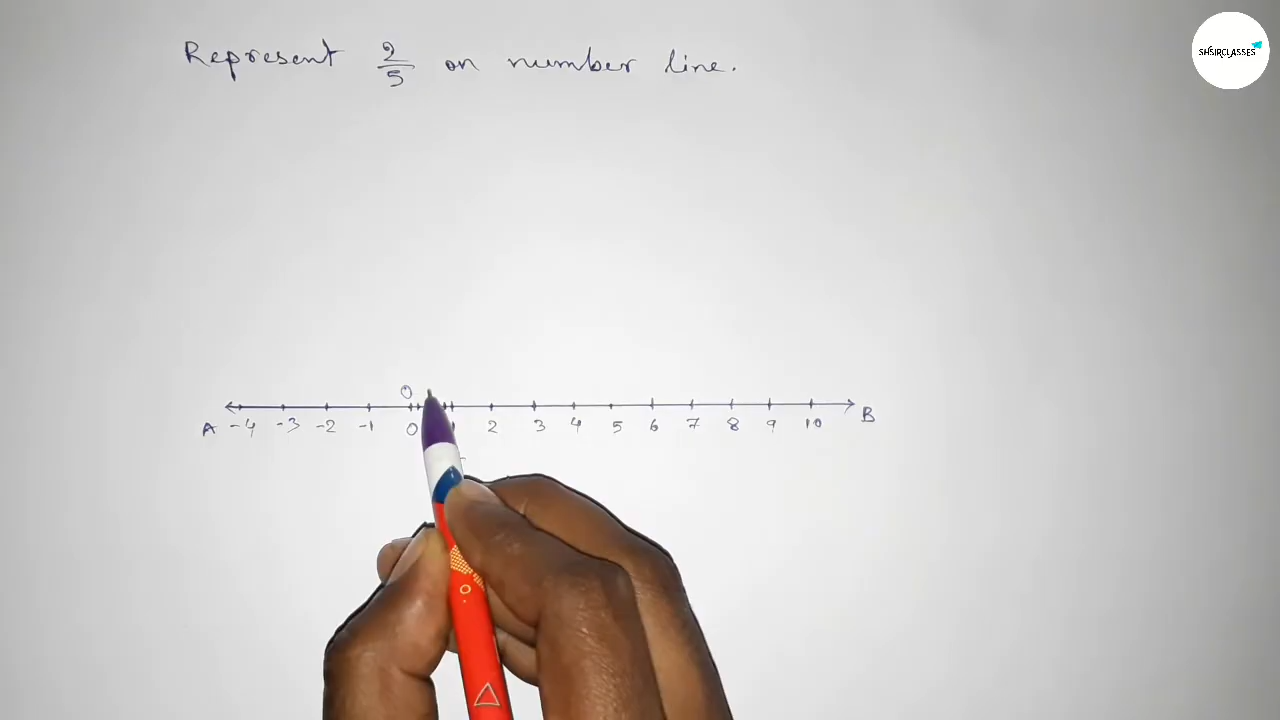 Represent 2/5 on number line.
SHSIRCLASSES
O
A -4 -3 -2 -1 0 1 2 3 4 5 6 7 8 9 10 B